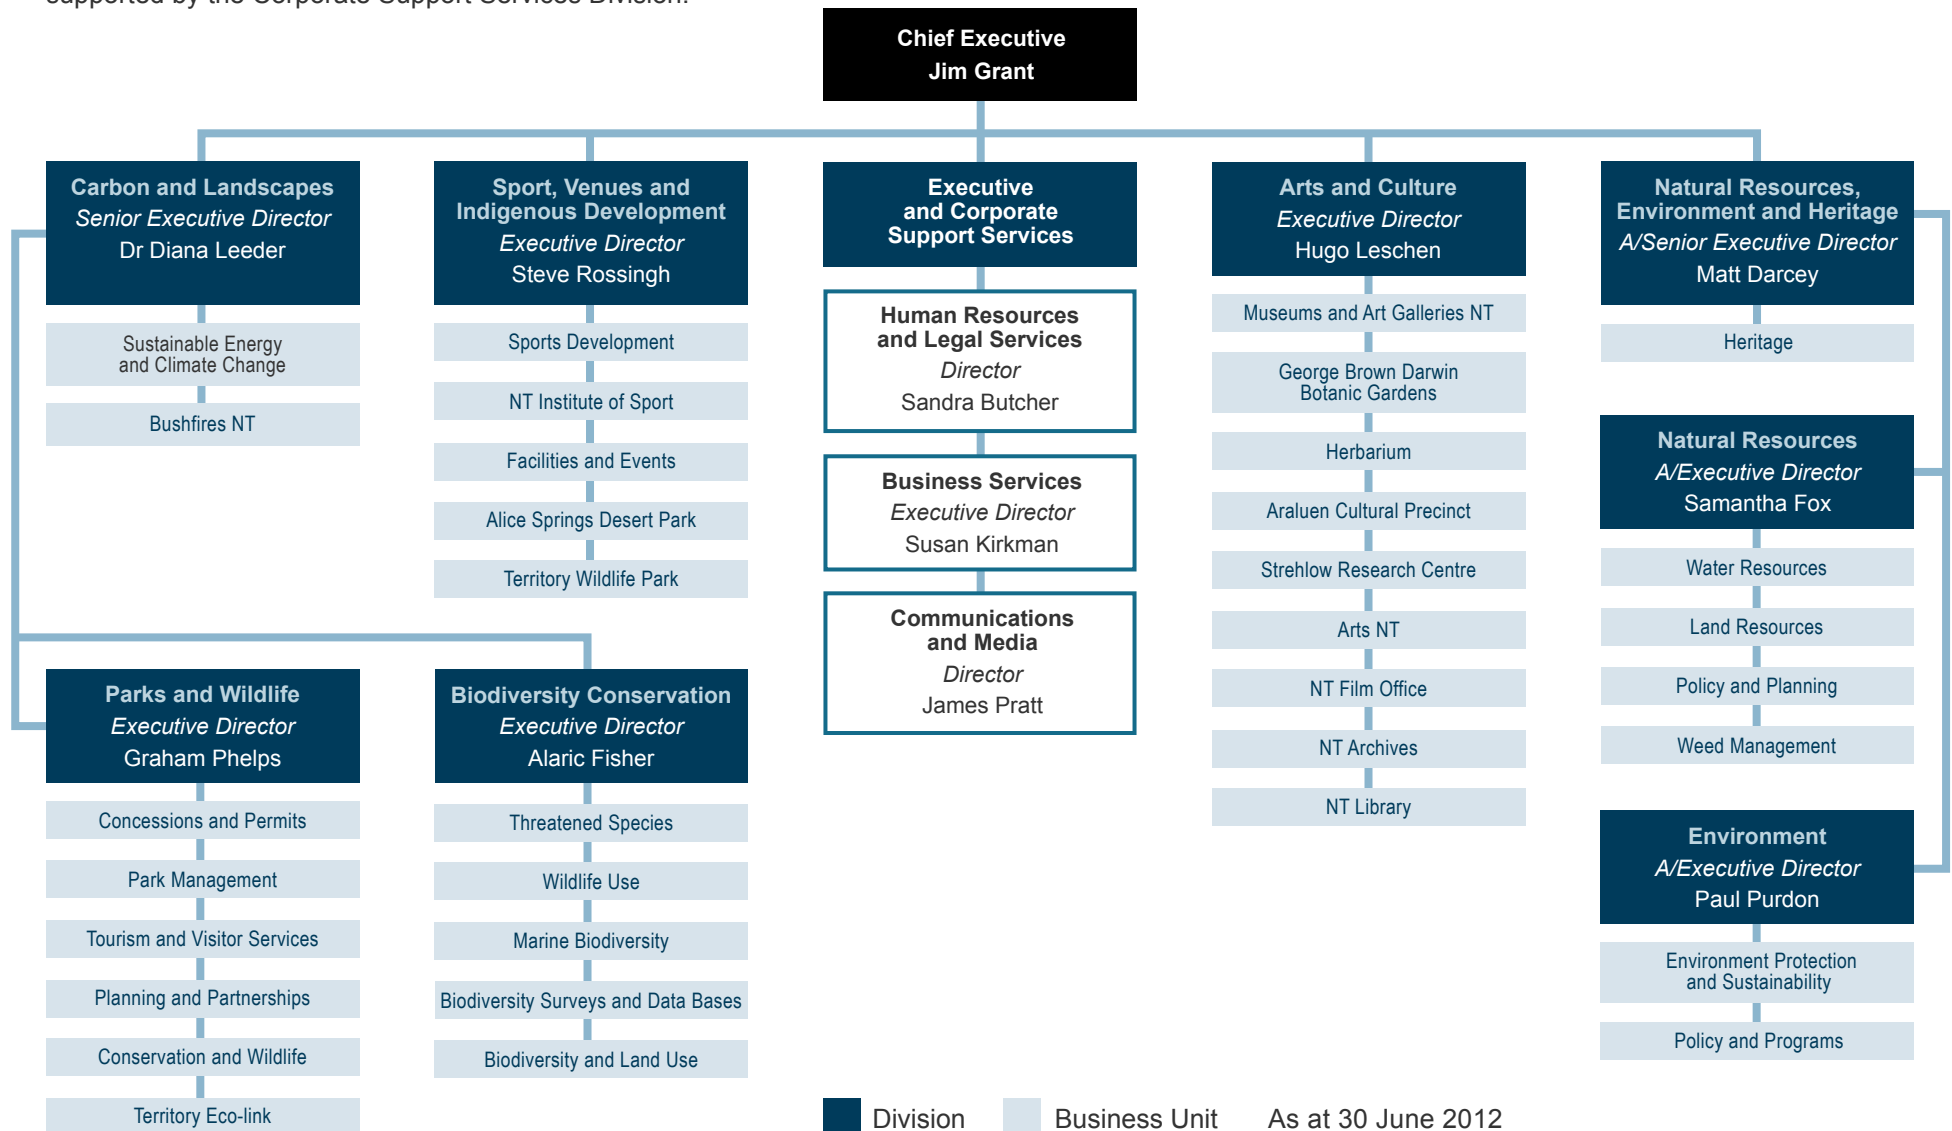 supported by the Corporate Support Services Division.
Chief Executive
Jim Grant
Carbon and Landscapes
Senior Executive Director
Dr Diana Leeder
Sustainable Energy
and Climate Change
Bushfires NT
Sport, Venues and
Indigenous Development
Executive Director
Steve Rossingh
Sports Development
NT Institute of Sport
Facilities and Events
Alice Springs Desert Park
Territory Wildlife Park
Executive
and Corporate
Support Services
Human Resources
and Legal Services
Director
Sandra Butcher
Business Services
Executive Director
Susan Kirkman
Communications
and Media
Director
James Pratt
Arts and Culture
Executive Director
Hugo Leschen
Museums and Art Galleries NT
George Brown Darwin
Botanic Gardens
Herbarium
Araluen Cultural Precinct
Strehlow Research Centre
Arts NT
NT Film Office
NT Archives
NT Library
Natural Resources,
Environment and Heritage
A/Senior Executive Director
Matt Darcey
Heritage
Natural Resources
A/Executive Director
Samantha Fox
Water Resources
Land Resources
Policy and Planning
Weed Management
Environment
A/Executive Director
Paul Purdon
Environment Protection
and Sustainability
Policy and Programs
Parks and Wildlife
Executive Director
Graham Phelps
Concessions and Permits
Park Management
Tourism and Visitor Services
Planning and Partnerships
Conservation and Wildlife
Territory Eco-link
Biodiversity Conservation
Executive Director
Alaric Fisher
Threatened Species
Wildlife Use
Marine Biodiversity
Biodiversity Surveys and Data Bases
Biodiversity and Land Use
Division
Business Unit
As at 30 June 2012